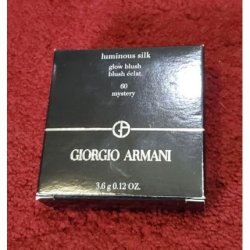 luminous silk
glow blush
blush éclat
60
mystery
GIORGIO ARMANI
3.6 g 0.12 OZ.